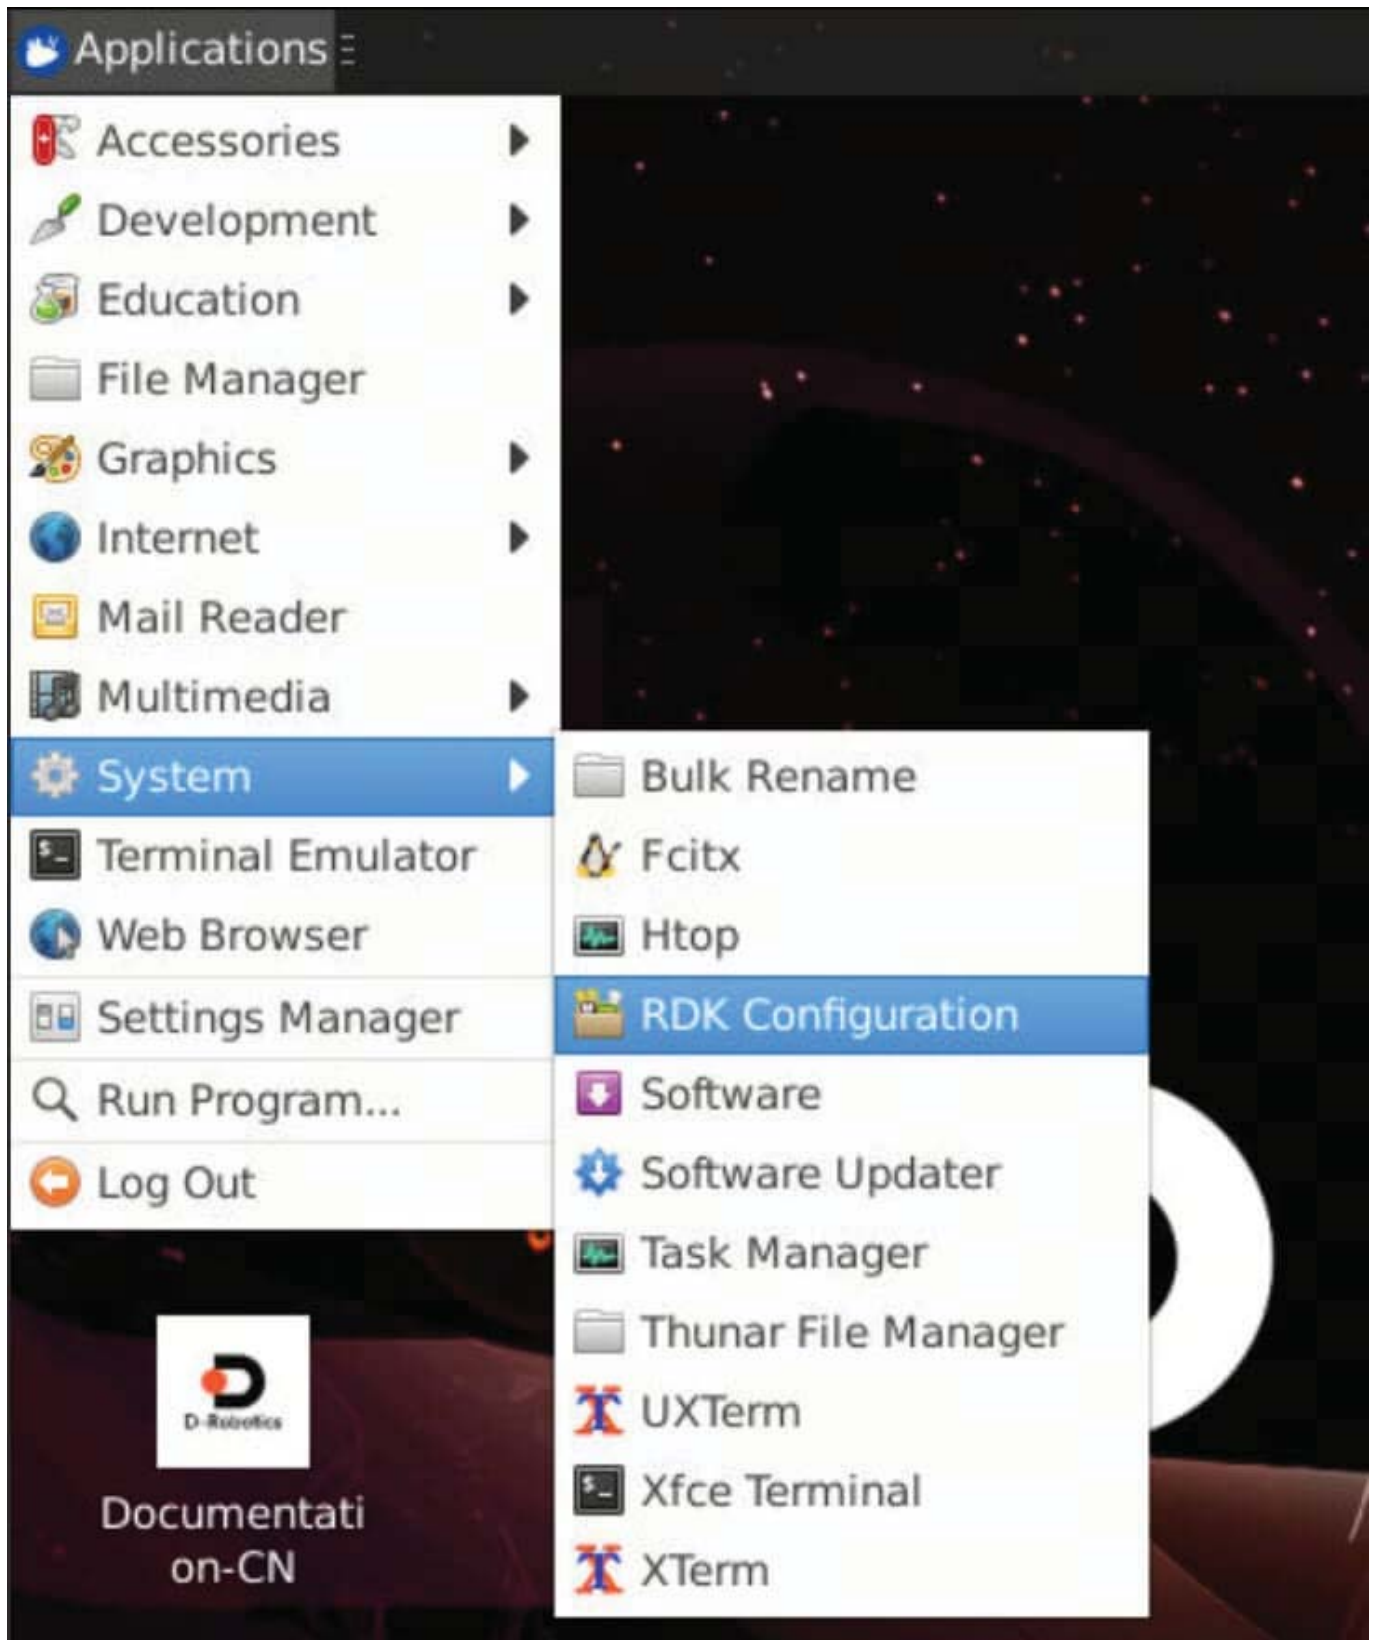 Applications
Accessories
Development
Education
File Manager
Graphics
Internet
Mail Reader
Multimedia
System
Terminal Emulator
Web Browser
Settings Manager
Run Program...
Log Out
Bulk Rename
Fcitx
Htop
RDK Configuration
Software
Software Updater
Task Manager
Thunar File Manager
UXTerm
Xfce Terminal
XTerm
D-Robotics
Documentati
on-CN